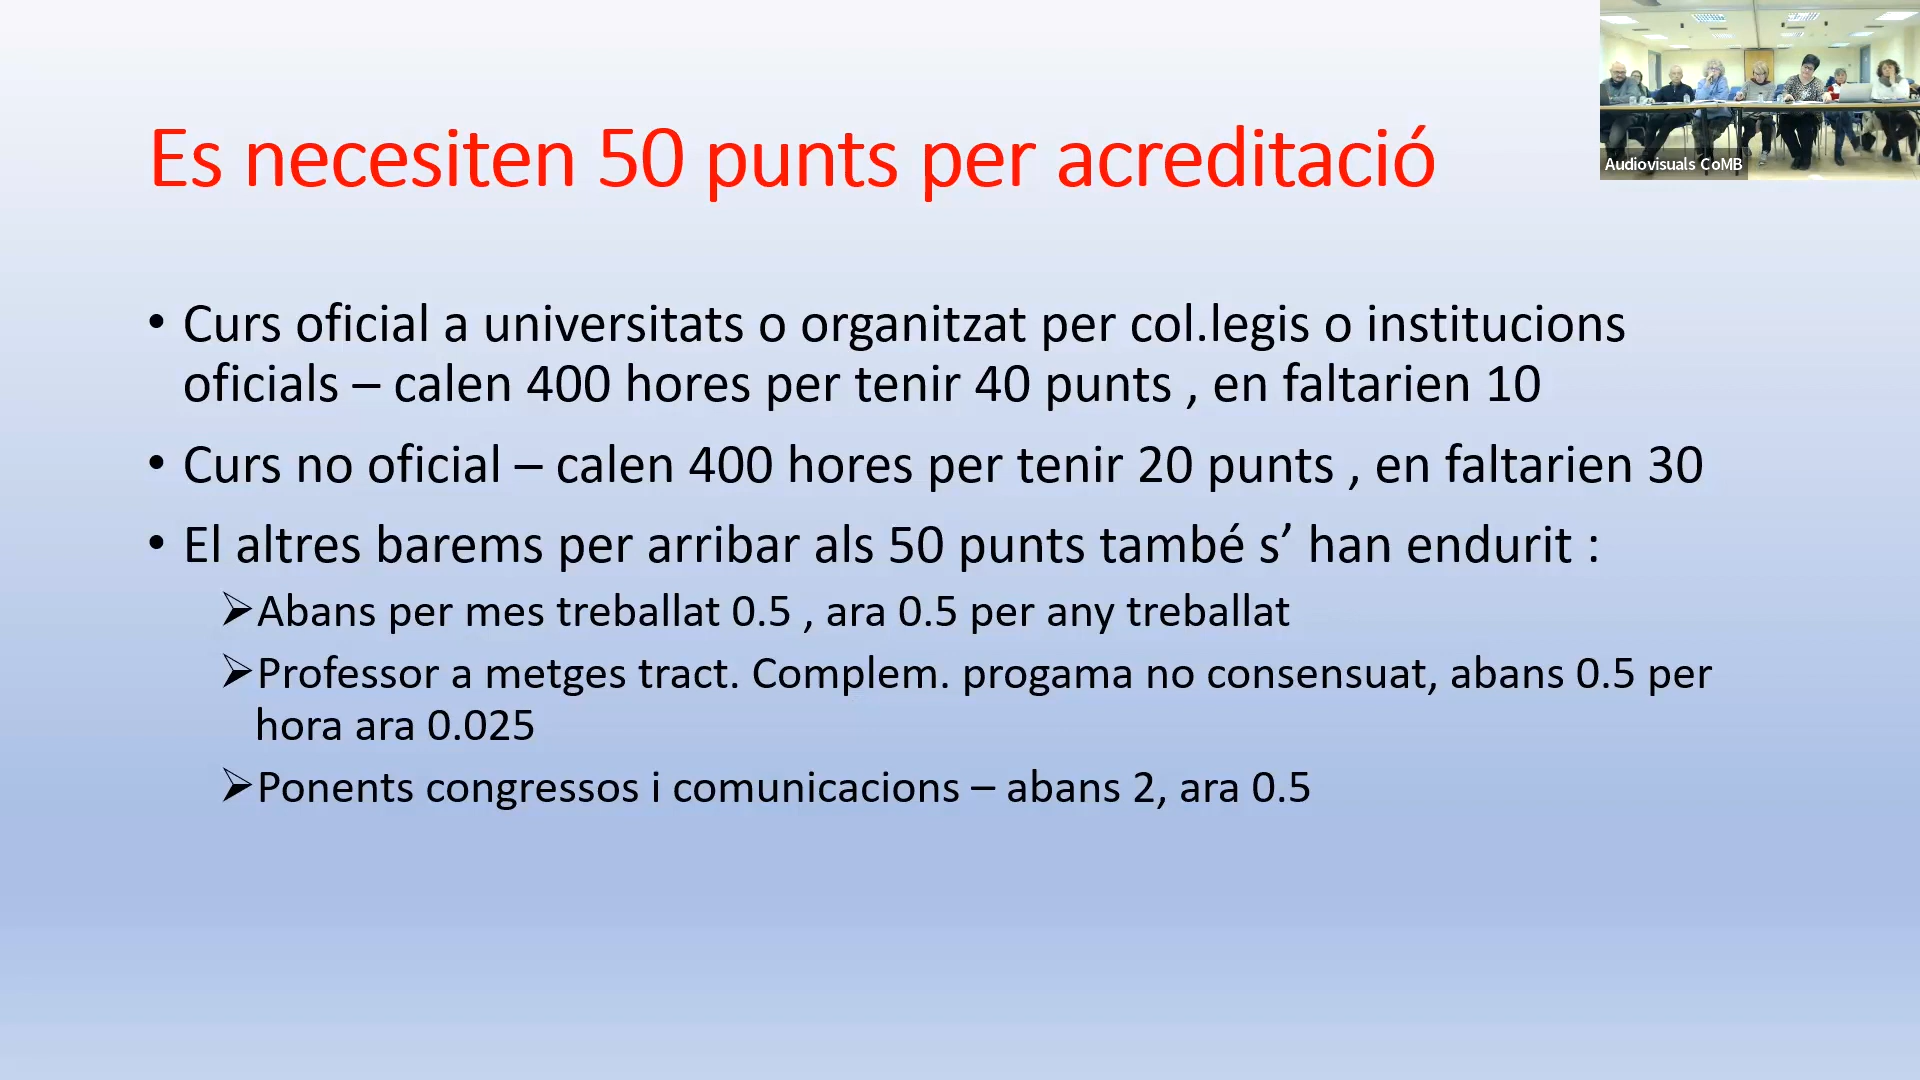 Es necesiten 50 punts per acreditació
Audiovisuals CoMB
• Curs oficial a universitats o organitzat per col.legis o institucions
oficials – calen 400 hores per tenir 40 punts , en faltarien 10
• Curs no oficial – calen 400 hores per tenir 20 punts , en faltarien 30
• El altres barems per arribar als 50 punts també s’ han endurit :
➢Abans per mes treballat 0.5 , ara 0.5 per any treballat
➢Professor a metges tract. Complem. progama no consensuat, abans 0.5 per
hora ara 0.025
➢Ponents congressos i comunicacions – abans 2, ara 0.5